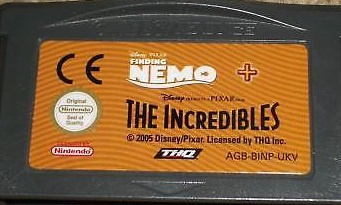 CE
DISNEY · PIXAR
FINDING
NEMO
+
Disney PRESENTS A PIXAR FILM
THE INCREDIBLES
Original
Nintendo
Seal of
Quality
© 2005 Disney/Pixar. Licensed by THQ Inc.
Nintendo
THQ
AGB-BINP-UKV